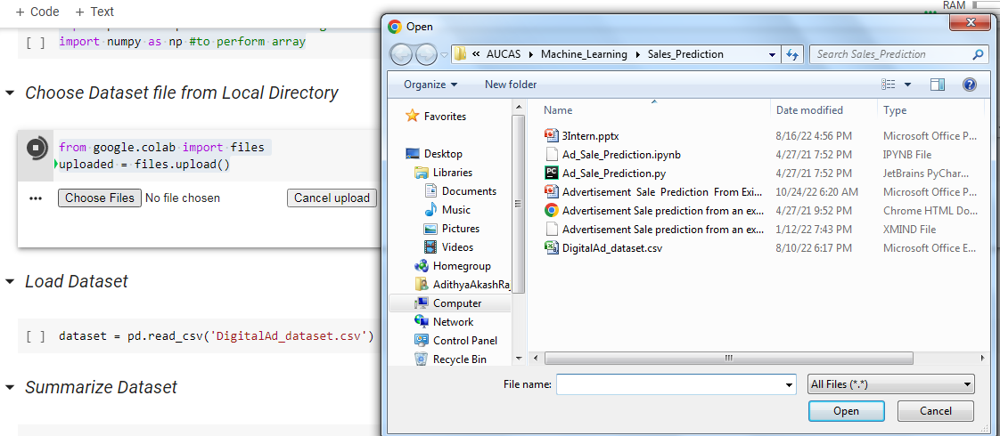 + Code + Text
RAM
[ ] import numpy as np #to perform array
Choose Dataset file from Local Directory
from google.colab import files
uploaded = files.upload()
Choose Files No file chosen Cancel upload
Load Dataset
[ ] dataset = pd.read_csv('DigitalAd_dataset.csv')
Summarize Dataset
Open
« AUCAS Machine_Learning Sales_Prediction
Search Sales_Prediction
Organize New folder
Favorites
Desktop
Libraries
Documents
Music
Pictures
Videos
Homegroup
AdithyaAkashRaj
Computer
Network
Control Panel
Recycle Bin
Name Date modified Type
3Intern.pptx 8/16/22 4:56 PM Microsoft Office P...
Ad_Sale_Prediction.ipynb 4/27/21 7:52 PM IPYNB File
Ad_Sale_Prediction.py 4/27/21 7:52 PM JetBrains PyChar...
Advertisement Sale Prediction From Exi... 10/24/22 6:20 AM Microsoft Office P...
Advertisement Sale prediction from an ex... 4/27/21 9:52 PM Chrome HTML Do...
Advertisement Sale prediction from an ex... 1/12/22 7:43 PM XMIND File
DigitalAd_dataset.csv 8/10/22 6:17 PM Microsoft Office E...
File name: All Files (*.*)
Open Cancel